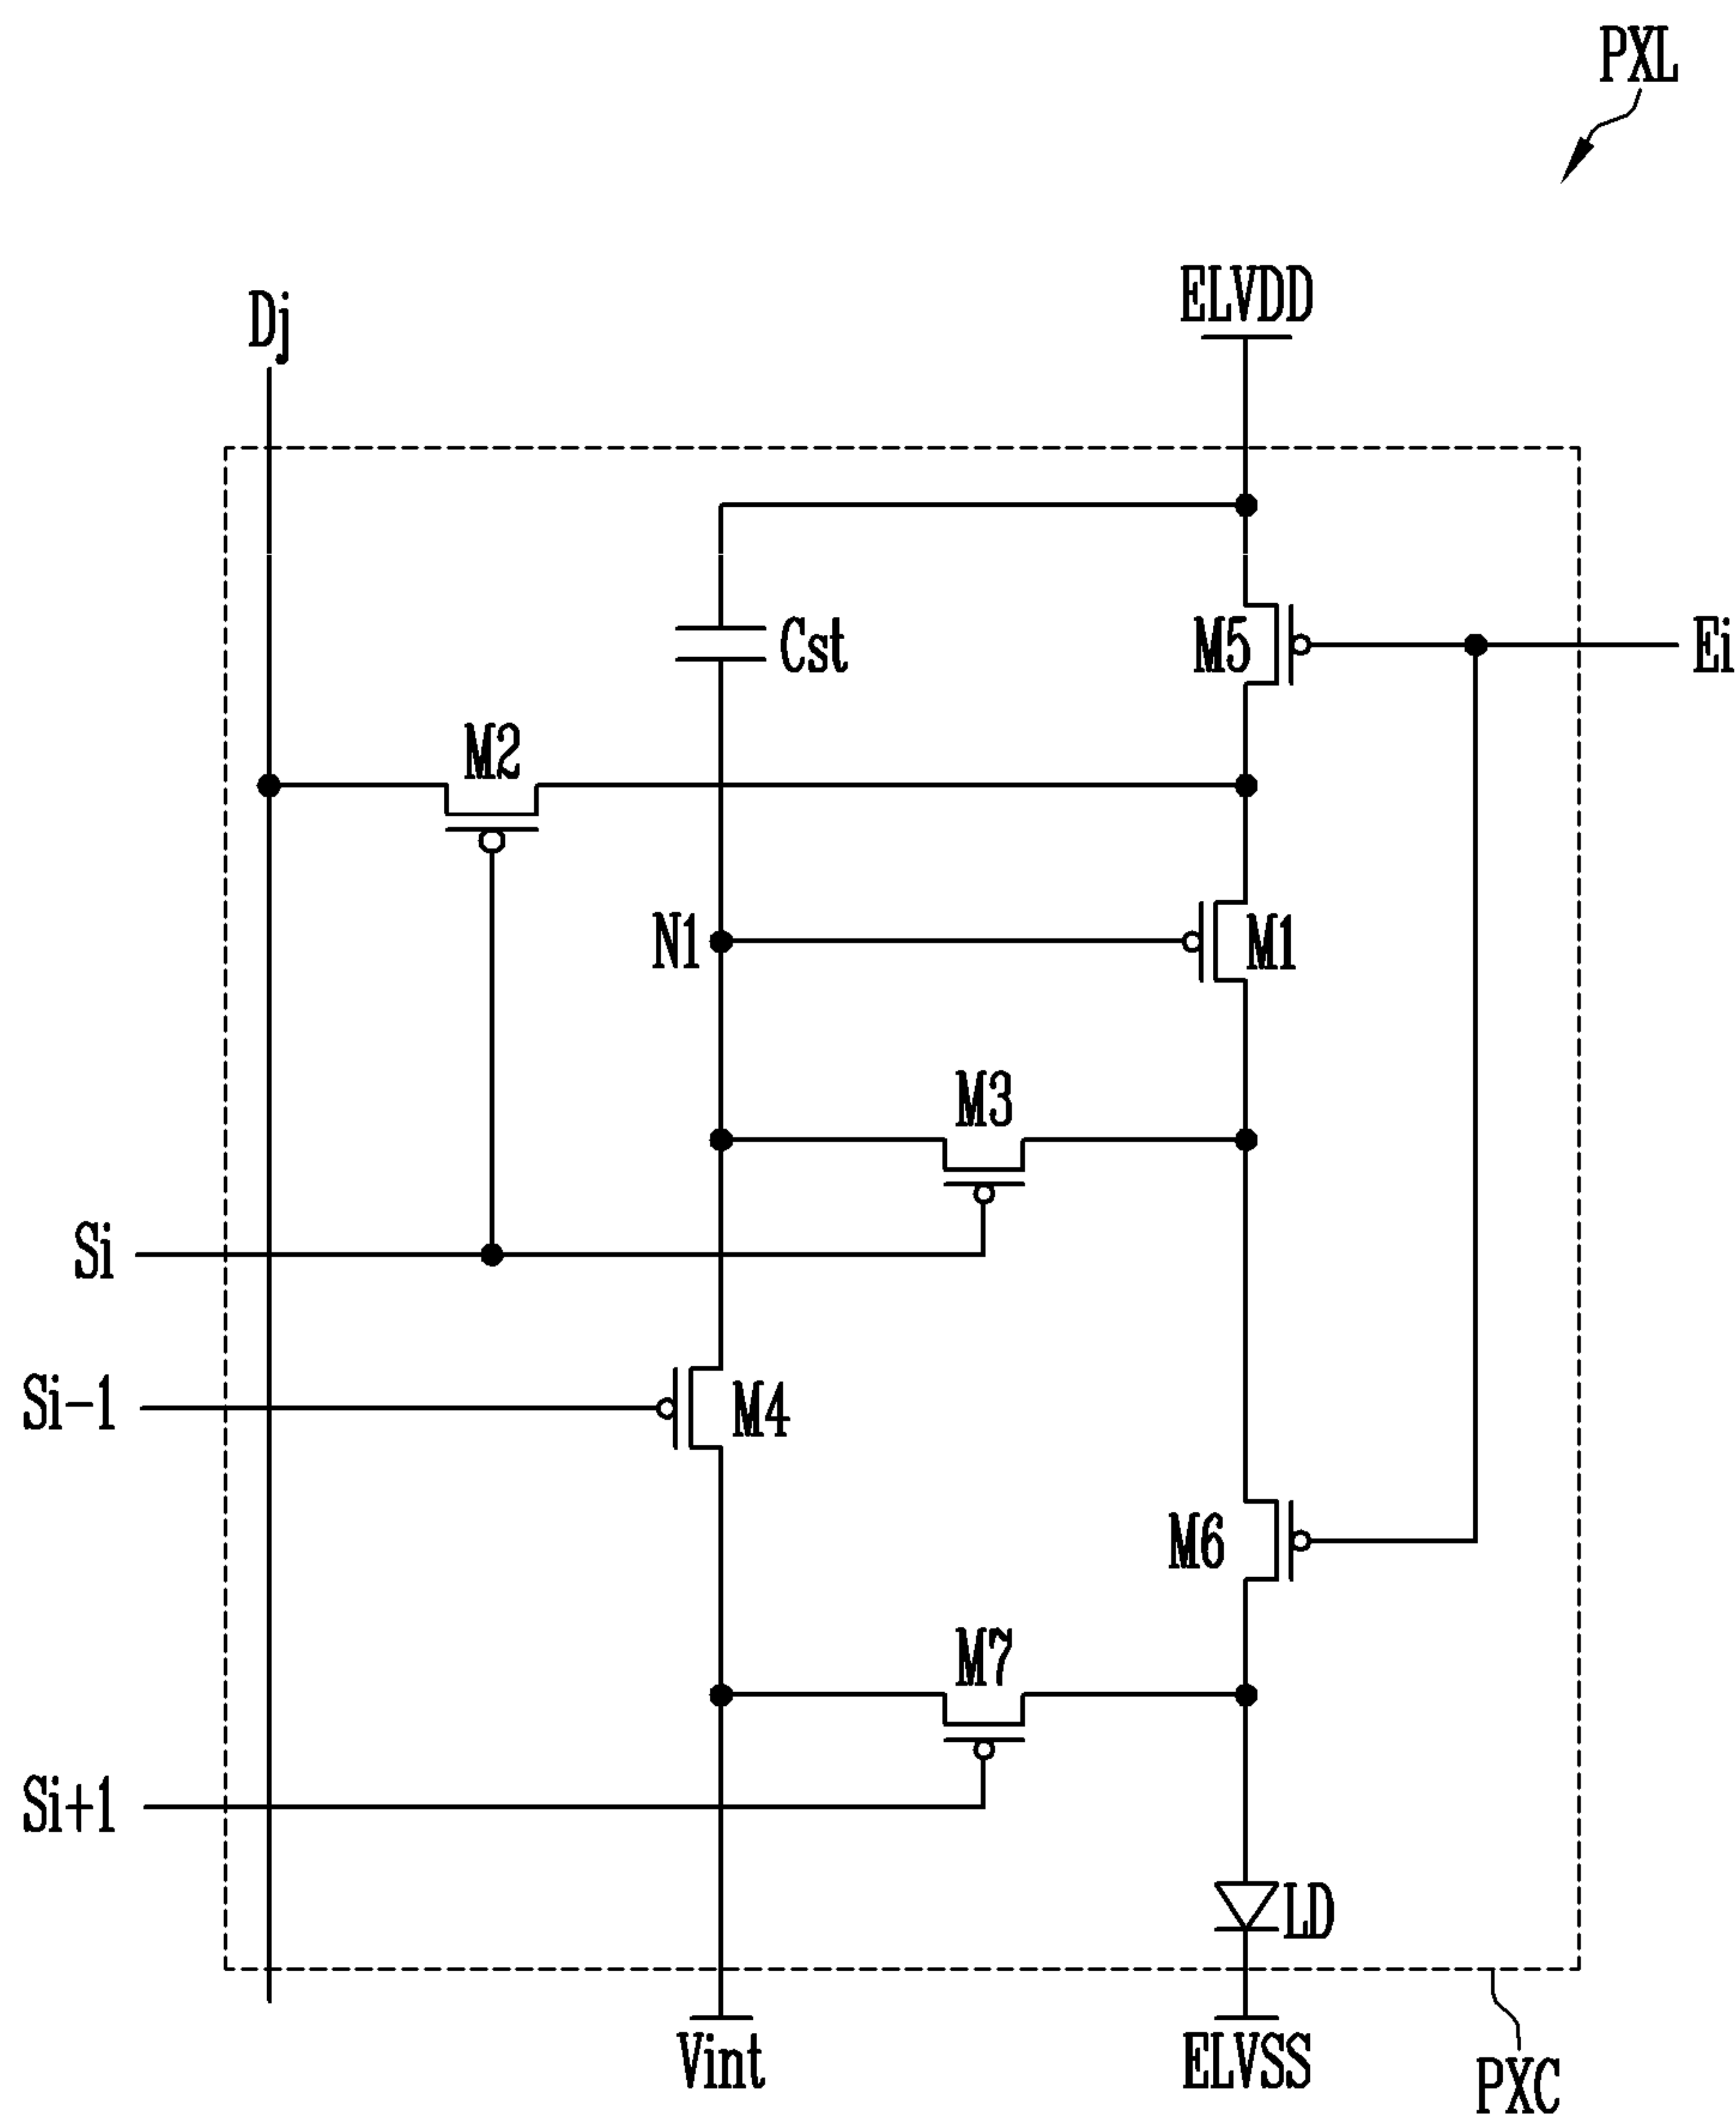 PXL
ELVDD
Dj
Cst
M5
Ei
M2
N1
M1
M3
Si
Si-1
M4
M6
M7
Si+1
LD
Vint
ELVSS
PXC